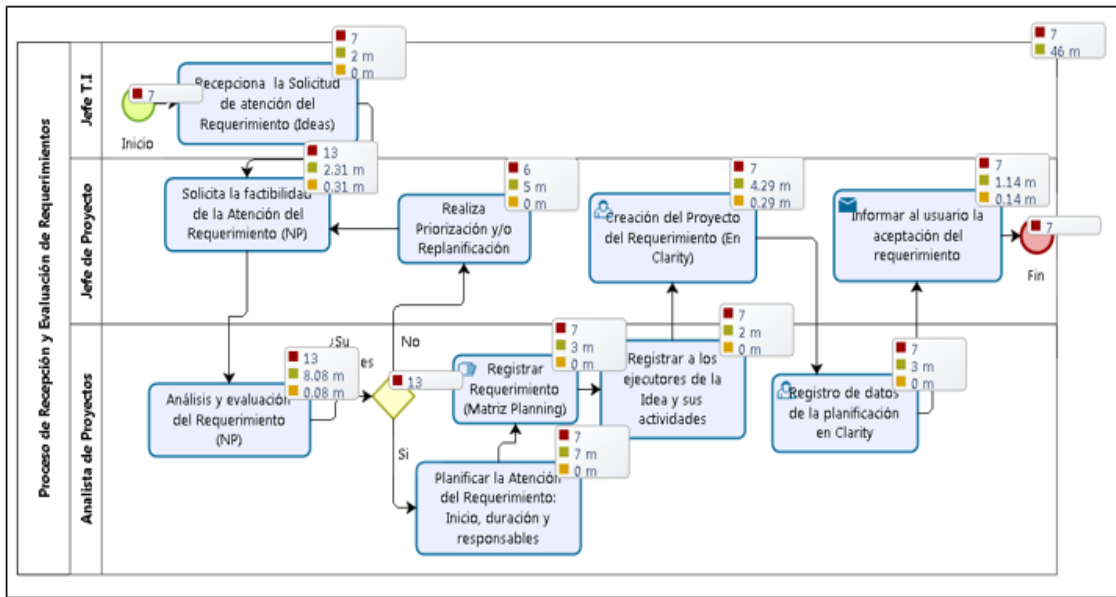 Proceso de Recepción y Evaluación de Requerimientos
Jefe T.I
7
Inicio
Recepciona la Solicitud
de atención del
Requerimiento (Ideas)
7
2 m
0 m
7
46 m
Jefe de Proyecto
Solicita la factibilidad
de la Atención del
Requerimiento (NP)
13
2.31 m
0.31 m
Realiza
Priorización y/o
Replanificación
6
5 m
0 m
Creación del Proyecto
del Requerimiento (En
Clarity)
7
4.29 m
0.29 m
Informar al usuario la
aceptación del
requerimiento
7
1.14 m
0.14 m
7
Fin
Analista de Proyectos
Análisis y evaluación
del Requerimiento
(NP)
13
8.08 m
0.08 m
¿Su
es
13
No
Si
Registrar
Requerimiento
(Matriz Planning)
7
3 m
0 m
Registrar a los
ejecutores de la
Idea y sus
actividades
7
2 m
0 m
Planificar la Atención
del Requerimiento:
Inicio, duración y
responsables
7
7 m
0 m
Registro de datos
de la planificación
en Clarity
7
3 m
0 m